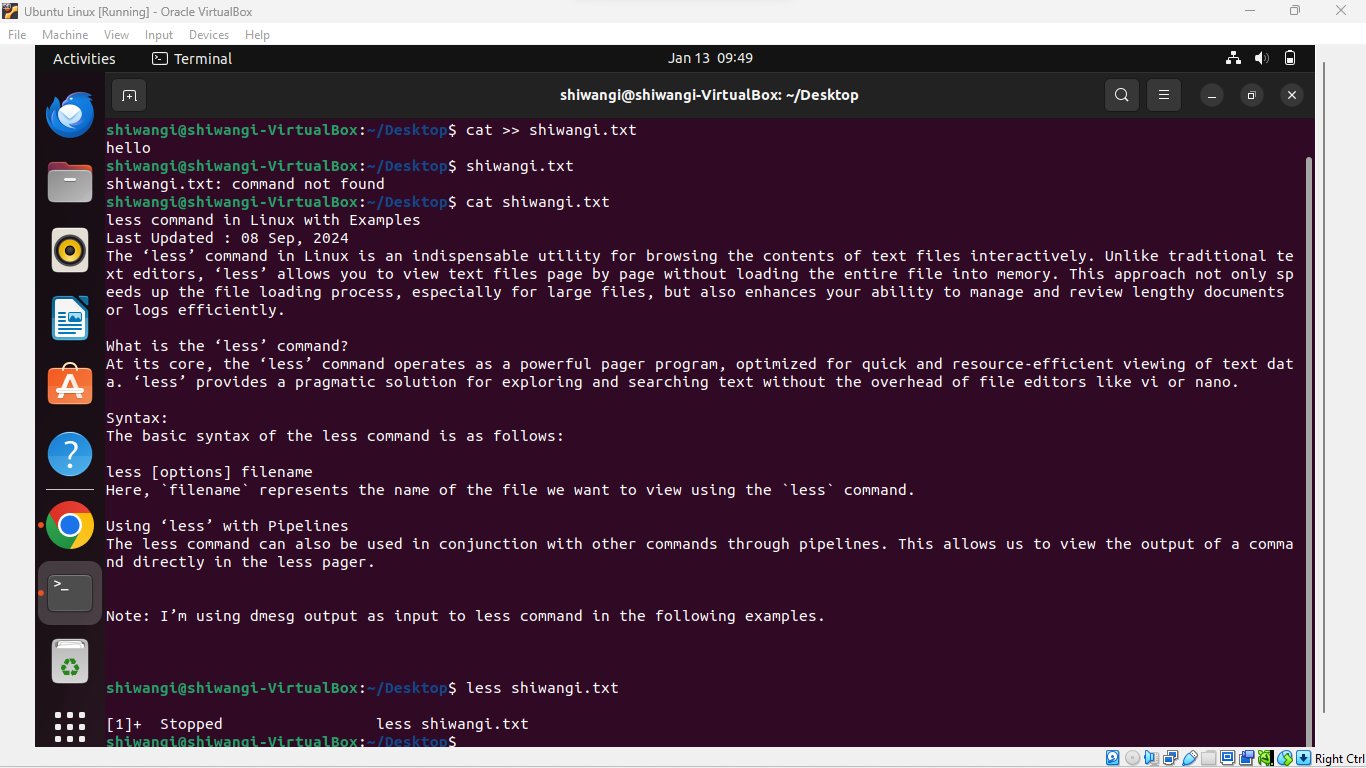 Ubuntu Linux [Running] - Oracle VirtualBox
File Machine View Input Devices Help
Activities Terminal Jan 13 09:49
shiwangi@shiwangi-VirtualBox: ~/Desktop
shiwangi@shiwangi-VirtualBox:~/Desktop$ cat >> shiwangi.txt
hello
shiwangi@shiwangi-VirtualBox:~/Desktop$ shiwangi.txt
shiwangi.txt: command not found
shiwangi@shiwangi-VirtualBox:~/Desktop$ cat shiwangi.txt
less command in Linux with Examples
Last Updated : 08 Sep, 2024
The ‘less’ command in Linux is an indispensable utility for browsing the contents of text files interactively. Unlike traditional te
xt editors, ‘less’ allows you to view text files page by page without loading the entire file into memory. This approach not only sp
eeds up the file loading process, especially for large files, but also enhances your ability to manage and review lengthy documents
or logs efficiently.
What is the ‘less’ command?
At its core, the ‘less’ command operates as a powerful pager program, optimized for quick and resource-efficient viewing of text dat
a. ‘less’ provides a pragmatic solution for exploring and searching text without the overhead of file editors like vi or nano.
Syntax:
The basic syntax of the less command is as follows:
less [options] filename
Here, `filename` represents the name of the file we want to view using the `less` command.
Using ‘less’ with Pipelines
The less command can also be used in conjunction with other commands through pipelines. This allows us to view the output of a comma
nd directly in the less pager.
Note: I’m using dmesg output as input to less command in the following examples.
shiwangi@shiwangi-VirtualBox:~/Desktop$ less shiwangi.txt
[1]+  Stopped                 less shiwangi.txt
shiwangi@shiwangi-VirtualBox:~/Desktop$
Right Ctrl